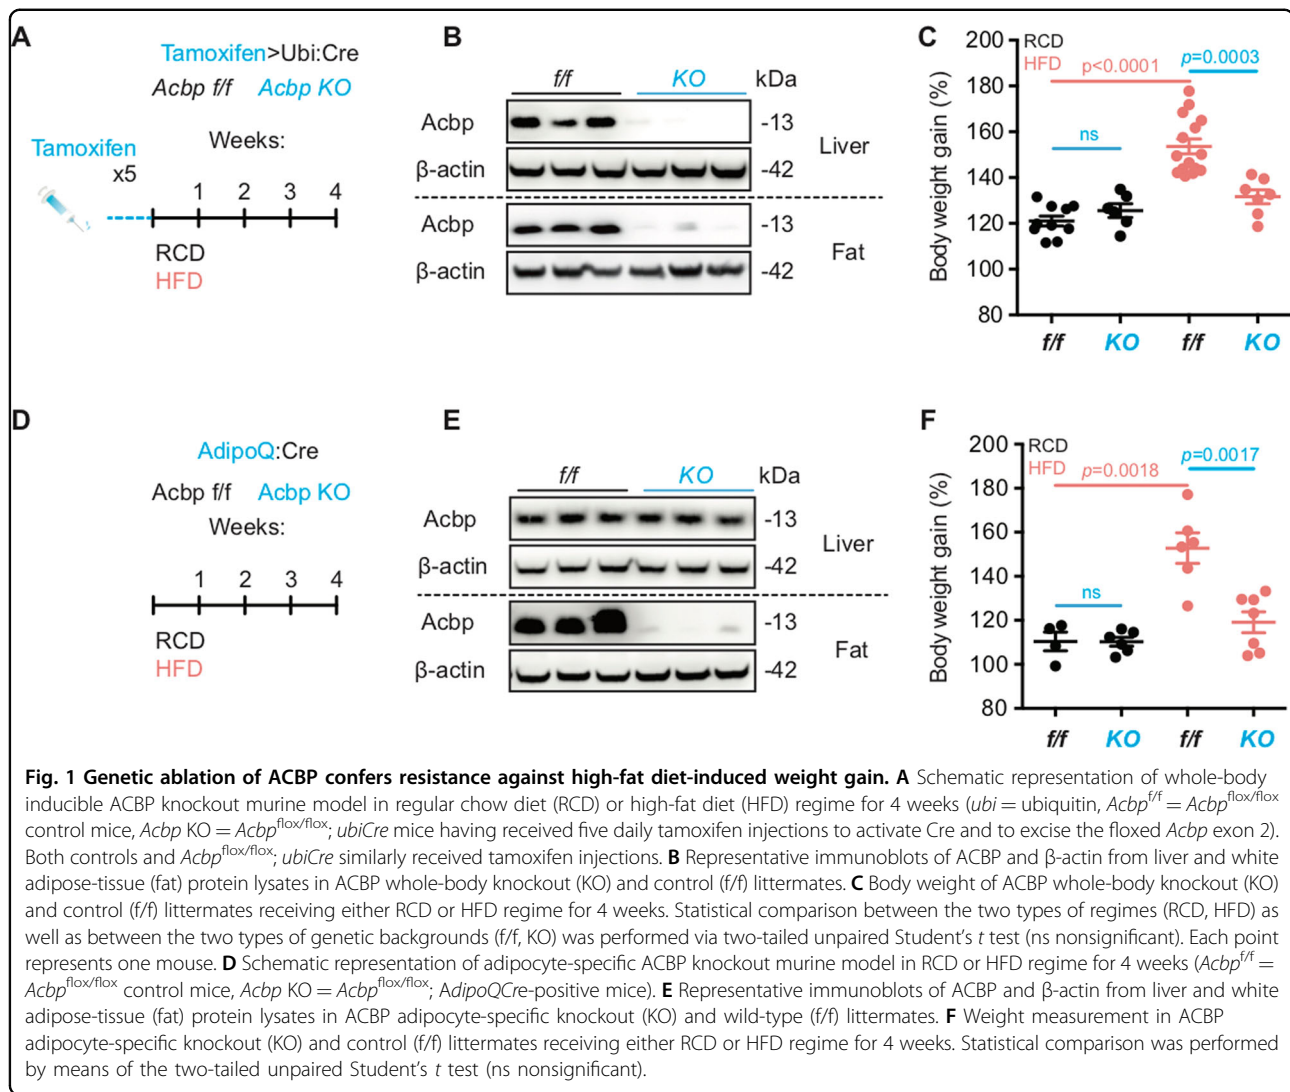 A
Tamoxifen>Ubi:Cre
Acbp f/f Acbp KO
Weeks:
Tamoxifen
x5
1 2 3 4
RCD
HFD
B
f/f KO kDa
Acbp -13
Liver
β-actin -42
Acbp -13
Fat
β-actin -42
C
RCD
HFD
p<0.0001
p=0.0003
ns
Body weight gain (%)
200
180
160
140
120
100
80
f/f KO f/f KO
D
AdipoQ:Cre
Acbp f/f Acbp KO
Weeks:
1 2 3 4
RCD
HFD
E
f/f KO kDa
Acbp -13
Liver
β-actin -42
Acbp -13
Fat
β-actin -42
F
RCD
HFD
p=0.0018
p=0.0017
ns
Body weight gain (%)
200
180
160
140
120
100
80
f/f KO f/f KO
Fig. 1 Genetic ablation of ACBP confers resistance against high-fat diet-induced weight gain. A Schematic representation of whole-body
inducible ACBP knockout murine model in regular chow diet (RCD) or high-fat diet (HFD) regime for 4 weeks (ubi = ubiquitin, Acbp^f/f = Acbp^flox/flox
control mice, Acbp KO = Acbp^flox/flox; ubiCre mice having received five daily tamoxifen injections to activate Cre and to excise the floxed Acbp exon 2).
Both controls and Acbp^flox/flox; ubiCre similarly received tamoxifen injections. B Representative immunoblots of ACBP and β-actin from liver and white
adipose-tissue (fat) protein lysates in ACBP whole-body knockout (KO) and control (f/f) littermates. C Body weight of ACBP whole-body knockout (KO)
and control (f/f) littermates receiving either RCD or HFD regime for 4 weeks. Statistical comparison between the two types of regimes (RCD, HFD) as
well as between the two types of genetic backgrounds (f/f, KO) was performed via two-tailed unpaired Student's t test (ns nonsignificant). Each point
represents one mouse. D Schematic representation of adipocyte-specific ACBP knockout murine model in RCD or HFD regime for 4 weeks (Acbp^f/f =
Acbp^flox/flox control mice, Acbp KO = Acbp^flox/flox; AdipoQCre-positive mice). E Representative immunoblots of ACBP and β-actin from liver and white
adipose-tissue (fat) protein lysates in ACBP adipocyte-specific knockout (KO) and wild-type (f/f) littermates. F Weight measurement in ACBP
adipocyte-specific knockout (KO) and control (f/f) littermates receiving either RCD or HFD regime for 4 weeks. Statistical comparison was performed
by means of the two-tailed unpaired Student's t test (ns nonsignificant).